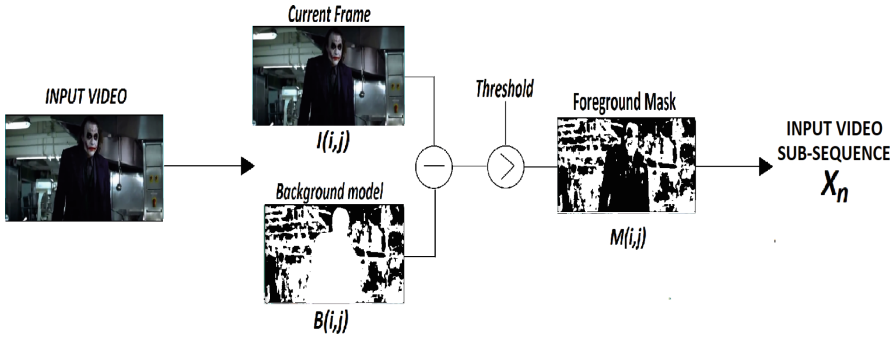 INPUT VIDEO
Current Frame
I(i,j)
Background model
B(i,j)
−
Threshold
>
Foreground Mask
M(i,j)
INPUT VIDEO
SUB-SEQUENCE
Xn